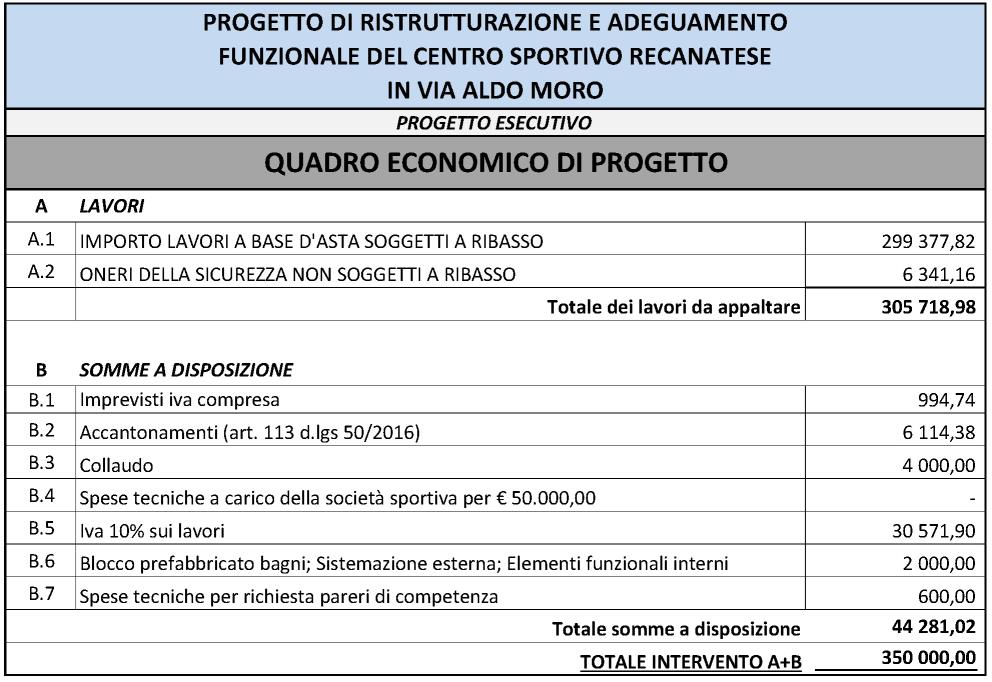 PROGETTO DI RISTRUTTURAZIONE E ADEGUAMENTO
FUNZIONALE DEL CENTRO SPORTIVO RECANATESE
IN VIA ALDO MORO
PROGETTO ESECUTIVO
QUADRO ECONOMICO DI PROGETTO
A LAVORI
A.1 IMPORTO LAVORI A BASE D'ASTA SOGGETTI A RIBASSO 299 377,82
A.2 ONERI DELLA SICUREZZA NON SOGGETTI A RIBASSO 6 341,16
Totale dei lavori da appaltare 305 718,98
B SOMME A DISPOSIZIONE
B.1 Imprevisti iva compresa 994,74
B.2 Accantonamenti (art. 113 d.lgs 50/2016) 6 114,38
B.3 Collaudo 4 000,00
B.4 Spese tecniche a carico della società sportiva per € 50.000,00 -
B.5 Iva 10% sui lavori 30 571,90
B.6 Blocco prefabbricato bagni; Sistemazione esterna; Elementi funzionali interni 2 000,00
B.7 Spese tecniche per richiesta pareri di competenza 600,00
Totale somme a disposizione 44 281,02
TOTALE INTERVENTO A+B 350 000,00